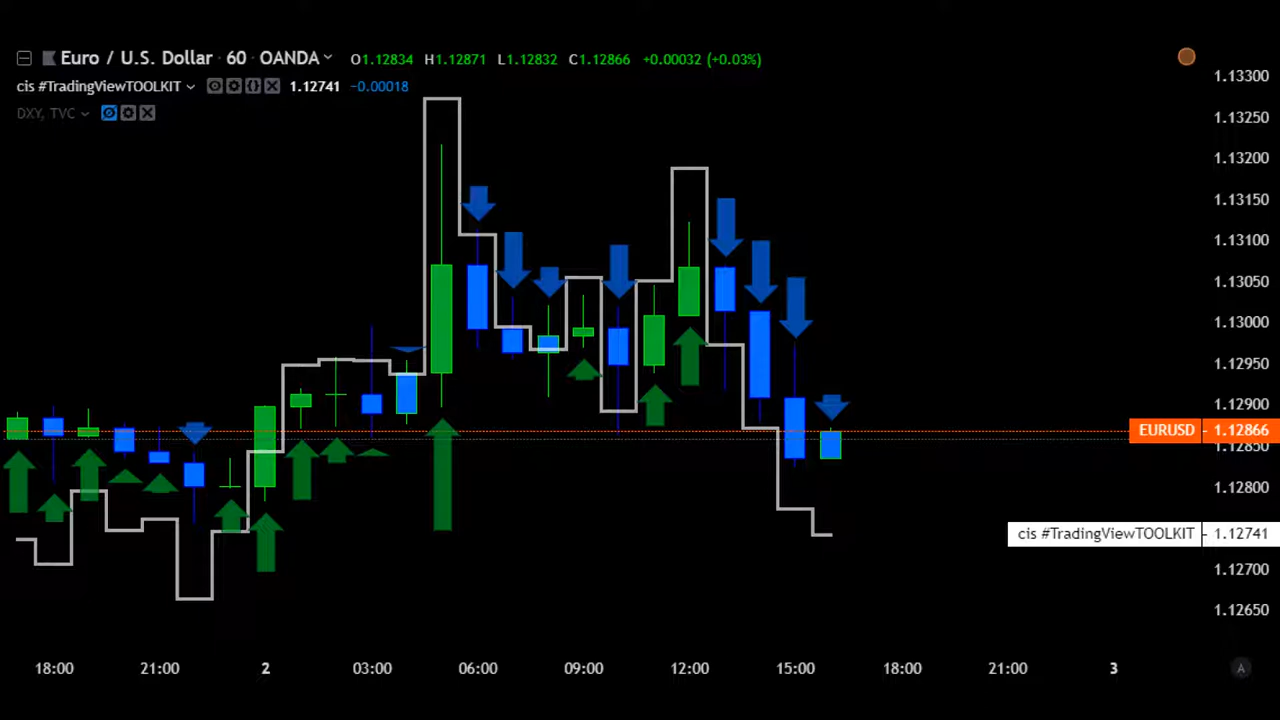 Euro / U.S. Dollar · 60 · OANDA O1.12834 H1.12871 L1.12832 C1.12866 +0.00032 (+0.03%)
cis #TradingViewTOOLKIT 1.12741 −0.00018
DXY, TVC
1.13300
1.13250
1.13200
1.13150
1.13100
1.13050
1.13000
1.12950
1.12900
EURUSD 1.12866
1.12850
1.12800
cis #TradingViewTOOLKIT 1.12741
1.12700
1.12650
18:00 21:00 2 03:00 06:00 09:00 12:00 15:00 18:00 21:00 3 A